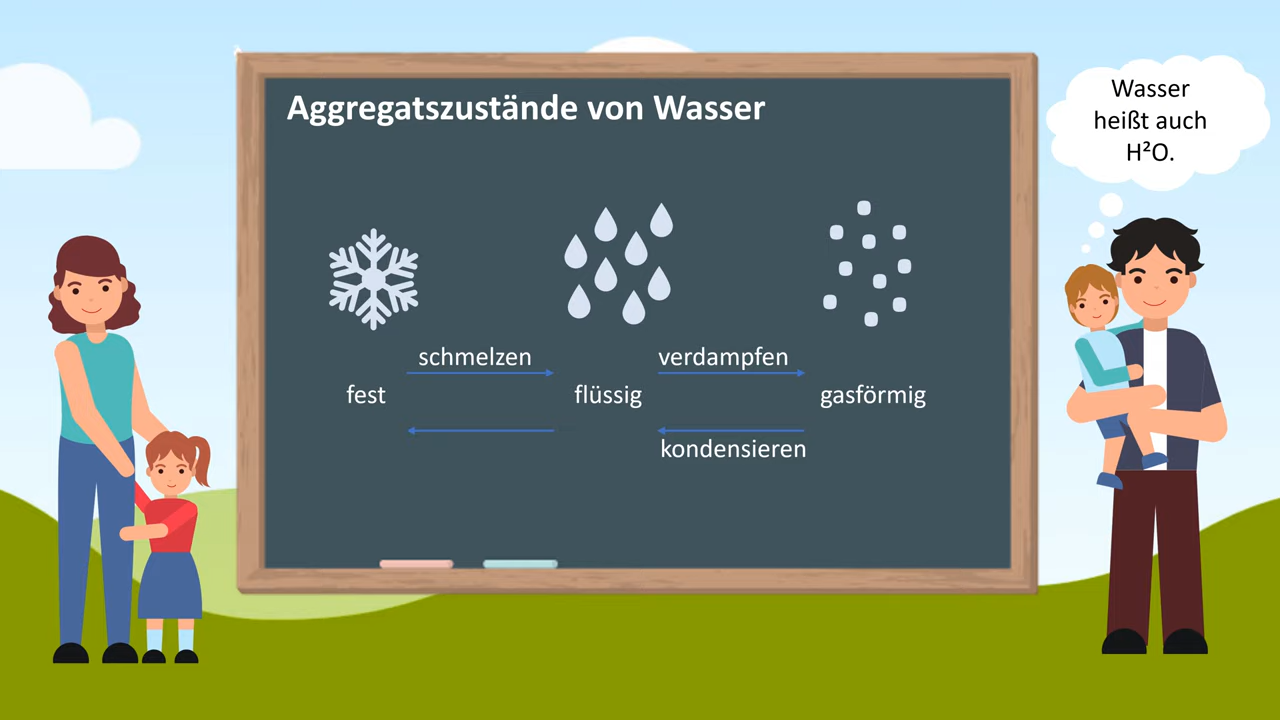 Aggregatszustände von Wasser
Wasser
heißt auch
H²O.
schmelzen
verdampfen
fest
flüssig
gasförmig
kondensieren